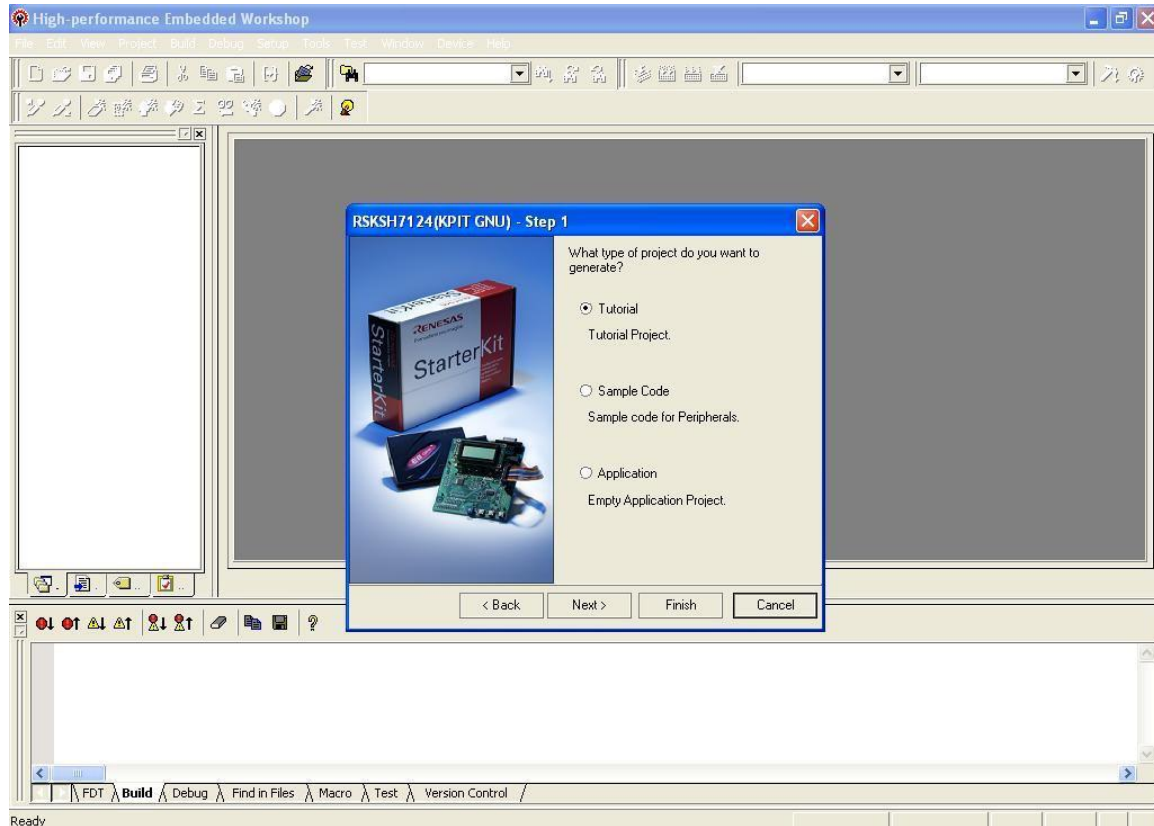 High-performance Embedded Workshop
File Edit View Project Build Debug Setup Tools Test Window Device Help
RSKSH7124(KPIT GNU) - Step 1
What type of project do you want to
generate?
Tutorial
Tutorial Project.
Sample Code
Sample code for Peripherals.
Application
Empty Application Project.
RENESAS
StarterKit
StarterKit
< Back
Next >
Finish
Cancel
FDT
Build
Debug
Find in Files
Macro
Test
Version Control
Ready